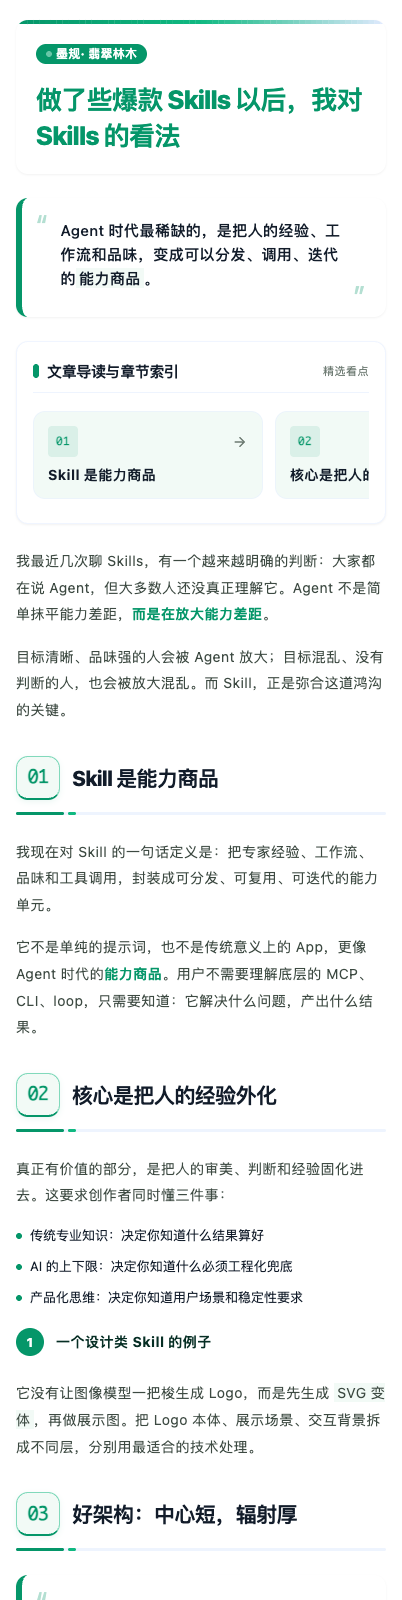 墨规· 翡翠林木
做了些爆款 Skills 以后，我对
Skills 的看法
"
Agent 时代最稀缺的，是把人的经验、工
作流和品味，变成可以分发、调用、迭代
的能力商品。
"
文章导读与章节索引 精选看点
01 →
Skill 是能力商品
02
核心是把人的
我最近几次聊 Skills，有一个越来越明确的判断：大家都
在说 Agent，但大多数人还没真正理解它。Agent 不是简
单抹平能力差距，而是在放大能力差距。
目标清晰、品味强的人会被 Agent 放大；目标混乱、没有
判断的人，也会被放大混乱。而 Skill，正是弥合这道鸿沟
的关键。
01 Skill 是能力商品
我现在对 Skill 的一句话定义是：把专家经验、工作流、
品味和工具调用，封装成可分发、可复用、可迭代的能力
单元。
它不是单纯的提示词，也不是传统意义上的 App，更像
Agent 时代的能力商品。用户不需要理解底层的 MCP、
CLI、loop，只需要知道：它解决什么问题，产出什么结
果。
02 核心是把人的经验外化
真正有价值的部分，是把人的审美、判断和经验固化进
去。这要求创作者同时懂三件事：
• 传统专业知识：决定你知道什么结果算好
• AI 的上下限：决定你知道什么必须工程化兜底
• 产品化思维：决定你知道用户场景和稳定性要求
1 一个设计类 Skill 的例子
它没有让图像模型一把梭生成 Logo，而是先生成 SVG 变
体，再做展示图。把 Logo 本体、展示场景、交互背景拆
成不同层，分别用最适合的技术处理。
03 好架构：中心短，辐射厚
"